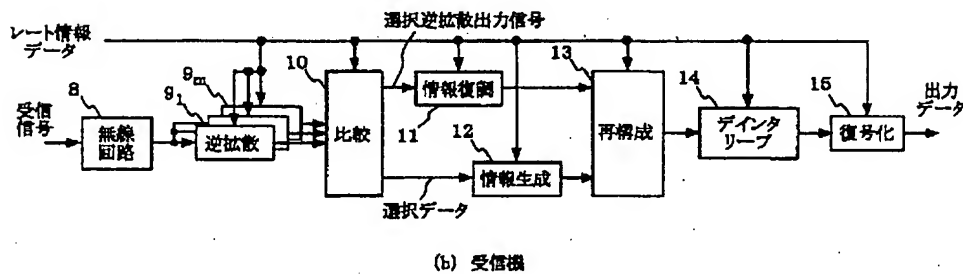 選択逆拡散出力信号
レート情報
データ
受信
信号
8
無線
回路
9m
91
逆拡散
10
比較
情報復調
11
12
情報生成
選択データ
13
再構成
14
デインタ
リーブ
15
復号化
出力
データ
(b) 受信機